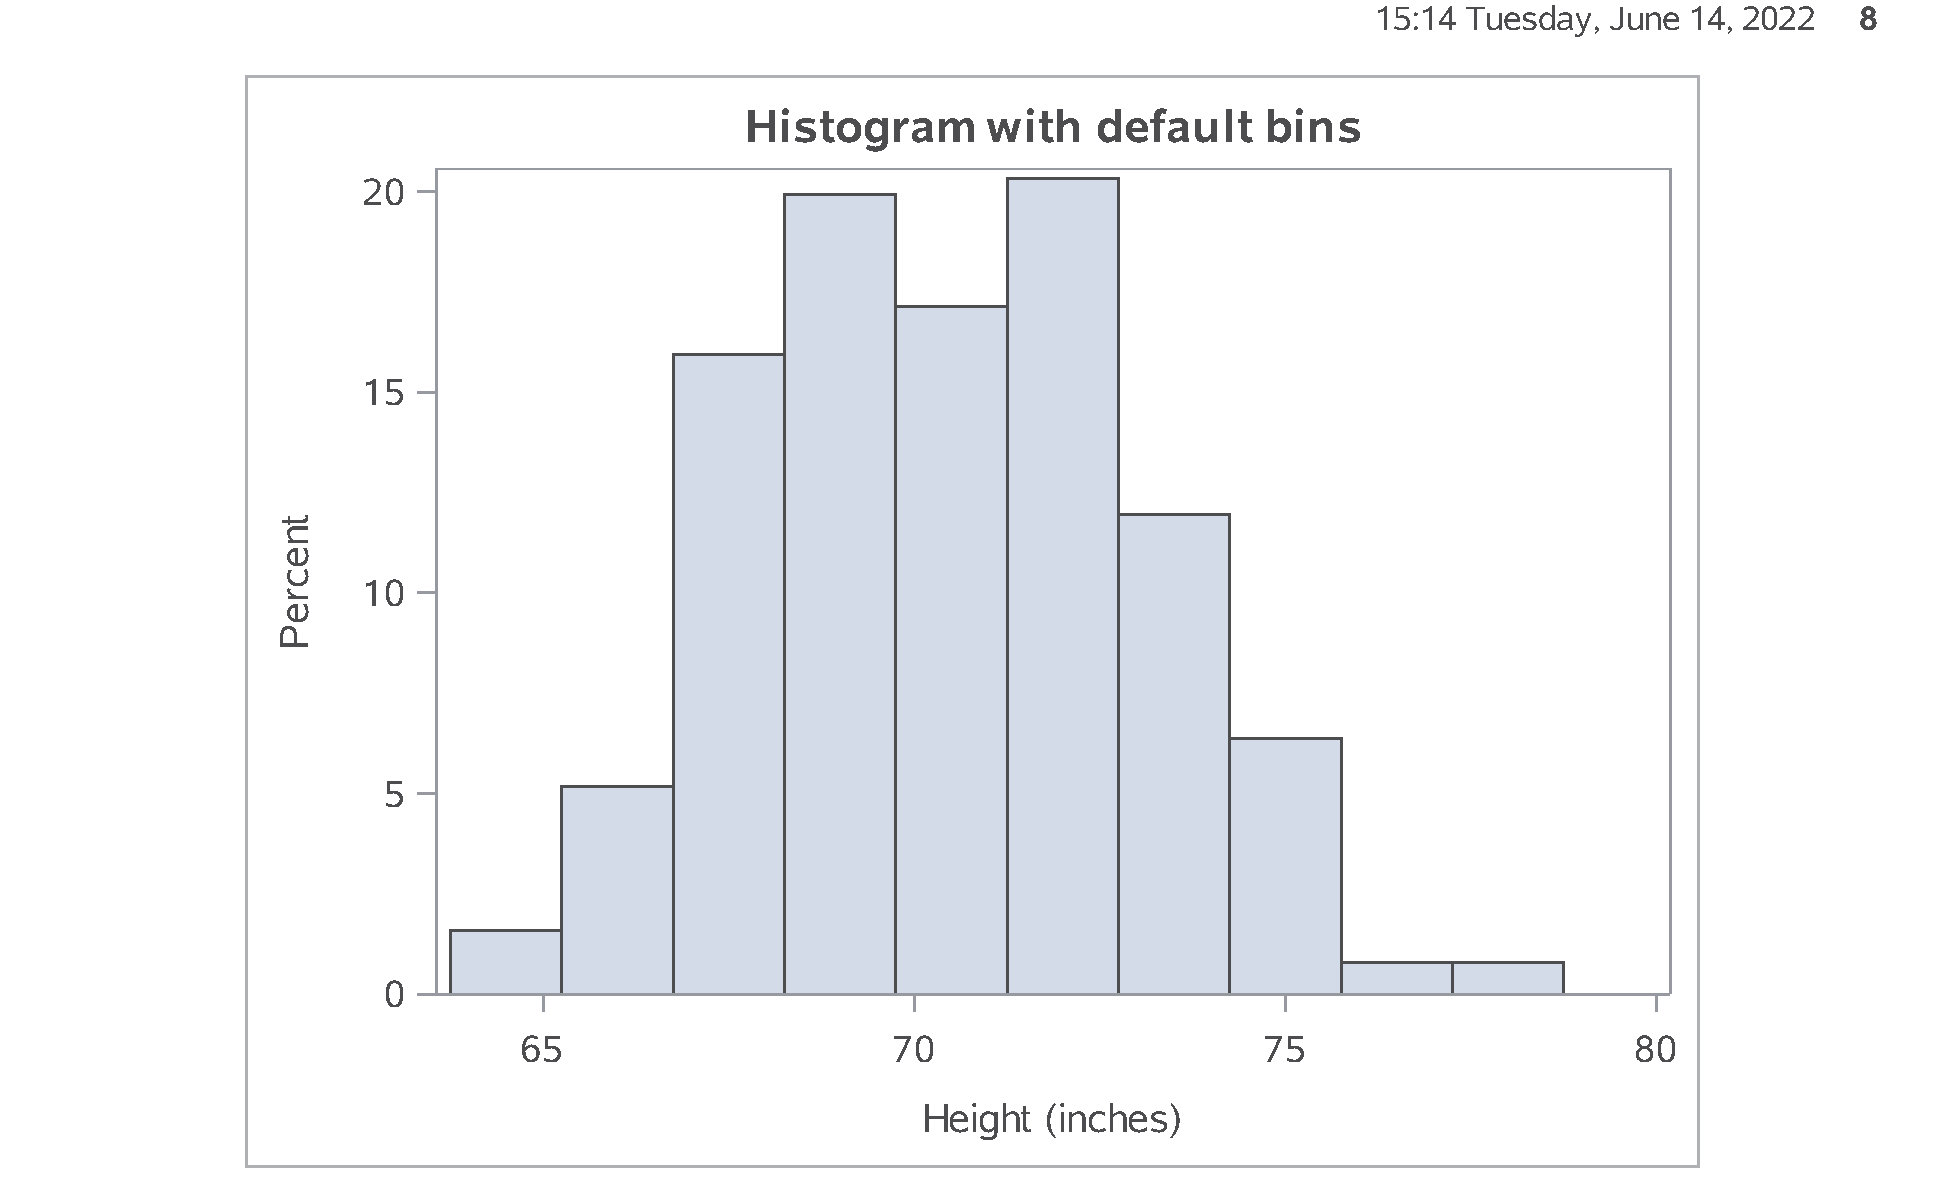 15:14 Tuesday, June 14, 2022 8
Histogram with default bins
20
15
10
5
0
Percent
65 70 75 80
Height (inches)